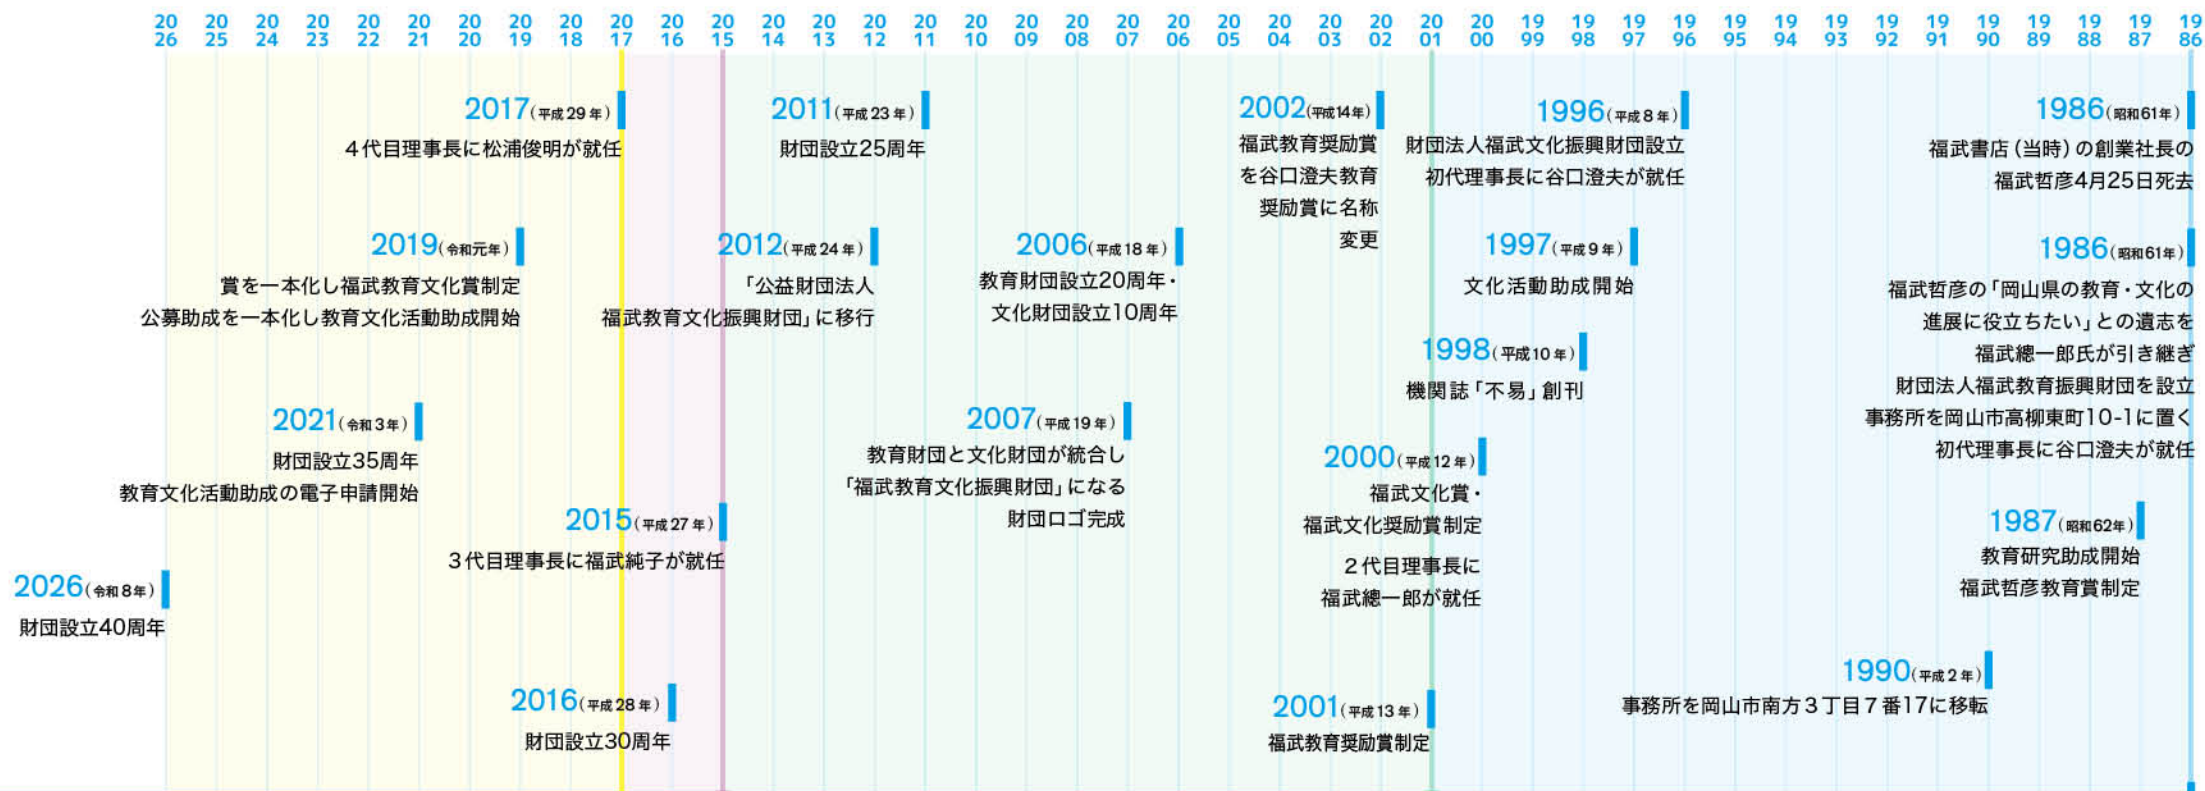 2026 2025 2024 2023 2022 2021 2020 2019 2018 2017 2016 2015 2014 2013 2012 2011 2010 2009 2008 2007 2006 2005 2004 2003 2002 2001 2000 1999 1998 1997 1996 1995 1994 1993 1992 1991 1990 1989 1988 1987 1986
2017(平成29年)
4代目理事長に松浦俊明が就任
2019(令和元年)
賞を一本化し福武教育文化賞制定
公募助成を一本化し教育文化活動助成開始
2021(令和3年)
財団設立35周年
教育文化活動助成の電子申請開始
2026(令和8年)
財団設立40周年
2015(平成27年)
3代目理事長に福武純子が就任
2016(平成28年)
財団設立30周年
2011(平成23年)
財団設立25周年
2012(平成24年)
「公益財団法人
福武教育文化振興財団」に移行
2006(平成18年)
教育財団設立20周年・
文化財団設立10周年
2007(平成19年)
教育財団と文化財団が統合し
「福武教育文化振興財団」になる
財団ロゴ完成
2002(平成14年)
福武教育奨励賞
を谷口澄夫教育
奨励賞に名称
変更
2000(平成12年)
福武文化賞・
福武文化奨励賞制定
2代目理事長に
福武總一郎が就任
2001(平成13年)
福武教育奨励賞制定
1996(平成8年)
財団法人福武文化振興財団設立
初代理事長に谷口澄夫が就任
1997(平成9年)
文化活動助成開始
1998(平成10年)
機関誌「不易」創刊
1986(昭和61年)
福武書店(当時)の創業社長の
福武哲彦4月25日死去
1986(昭和61年)
福武哲彦の「岡山県の教育・文化の
進展に役立ちたい」との遺志を
福武總一郎氏が引き継ぎ
財団法人福武教育振興財団を設立
事務所を岡山市高柳東町10-1に置く
初代理事長に谷口澄夫が就任
1987(昭和62年)
教育研究助成開始
福武哲彦教育賞制定
1990(平成2年)
事務所を岡山市南方3丁目7番17に移転